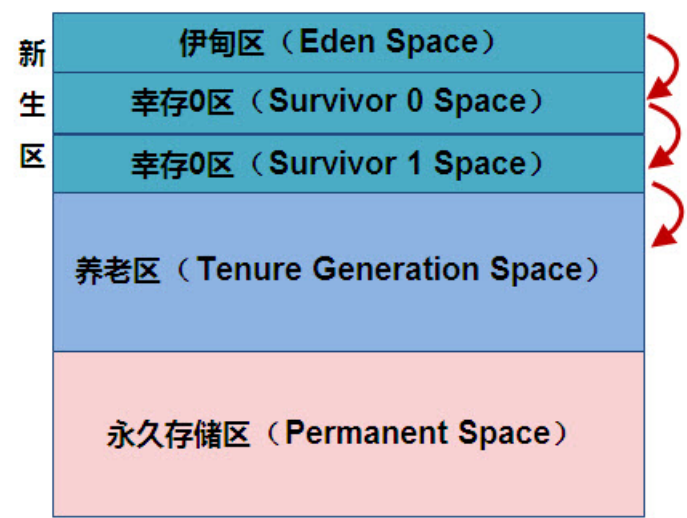 新生区
伊甸区（Eden Space）
幸存0区（Survivor 0 Space）
幸存0区（Survivor 1 Space）
养老区（Tenure Generation Space）
永久存储区（Permanent Space）